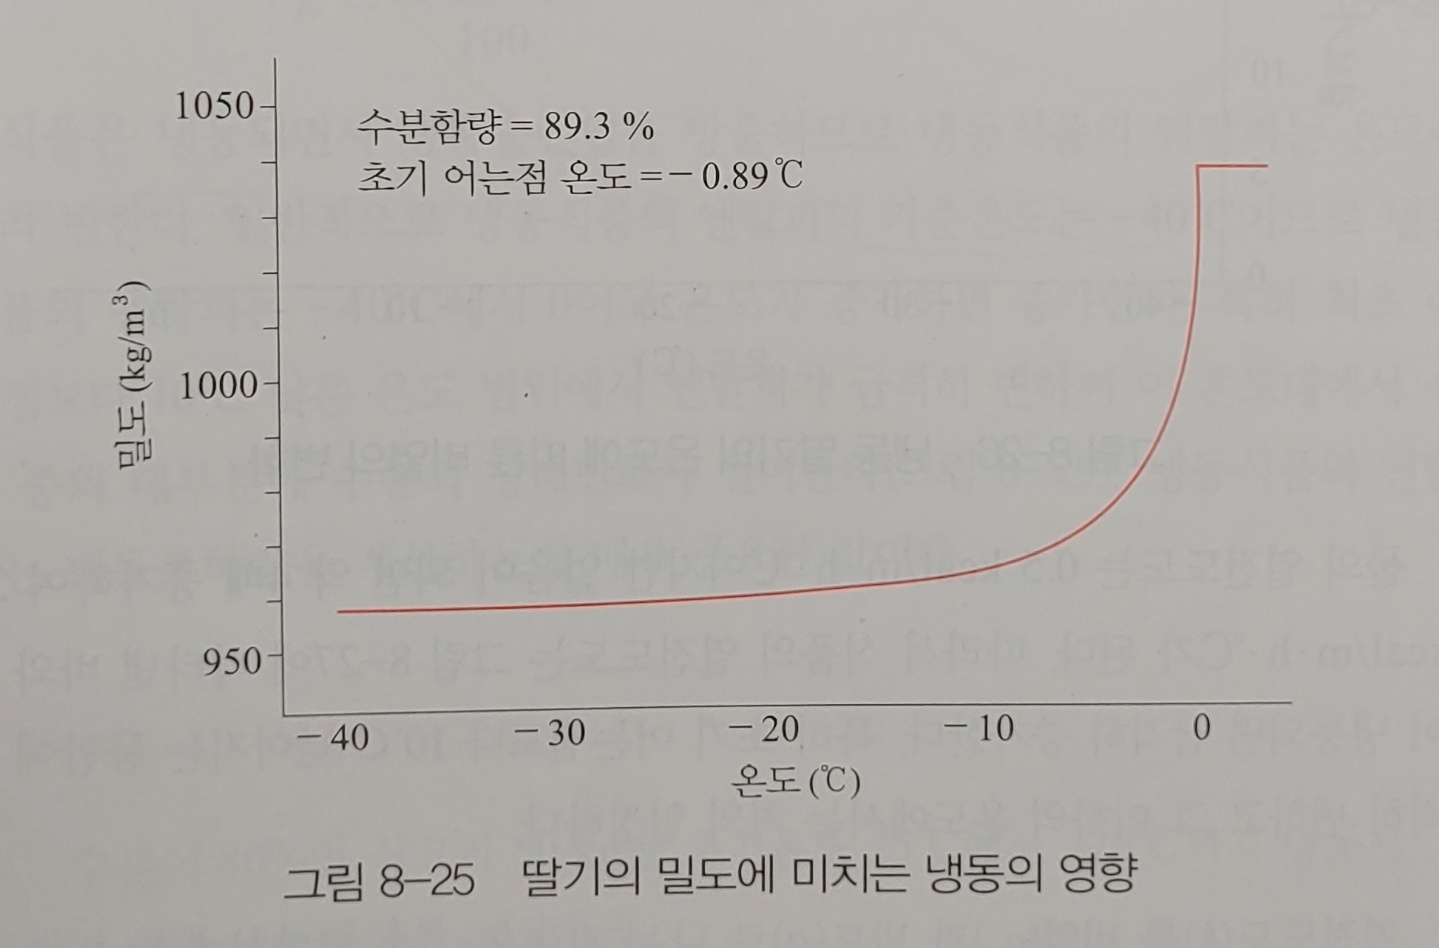 1050
수분함량 = 89.3 %
초기 어는점 온도 = − 0.89℃
밀도 (kg/m³)
1000
950
−40 −30 −20 −10 0
온도 (℃)
그림 8–25 딸기의 밀도에 미치는 냉동의 영향